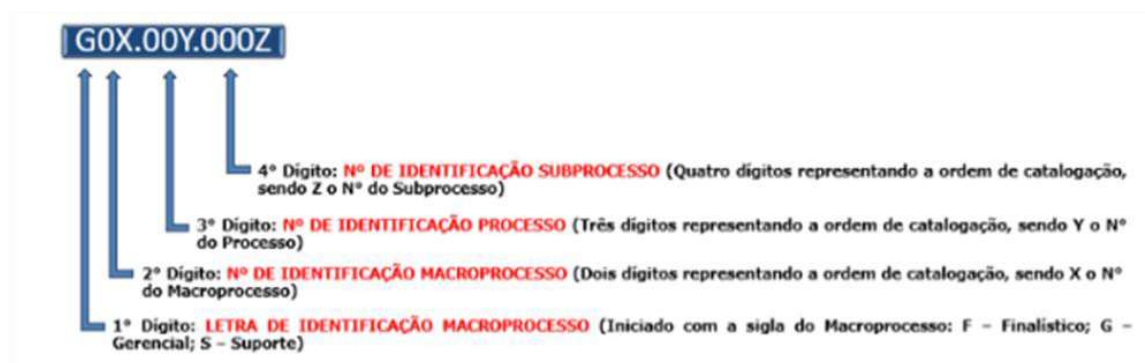 G0X.00Y.000Z
4° Dígito: Nº DE IDENTIFICAÇÃO SUBPROCESSO (Quatro dígitos representando a ordem de catalogação,
sendo Z o N° do Subprocesso)
3° Dígito: Nº DE IDENTIFICAÇÃO PROCESSO (Três dígitos representando a ordem de catalogação, sendo Y o N°
do Processo)
2° Dígito: Nº DE IDENTIFICAÇÃO MACROPROCESSO (Dois dígitos representando a ordem de catalogação, sendo X o N°
do Macroprocesso)
1° Dígito: LETRA DE IDENTIFICAÇÃO MACROPROCESSO (Iniciado com a sigla do Macroprocesso: F – Finalístico; G –
Gerencial; S – Suporte)